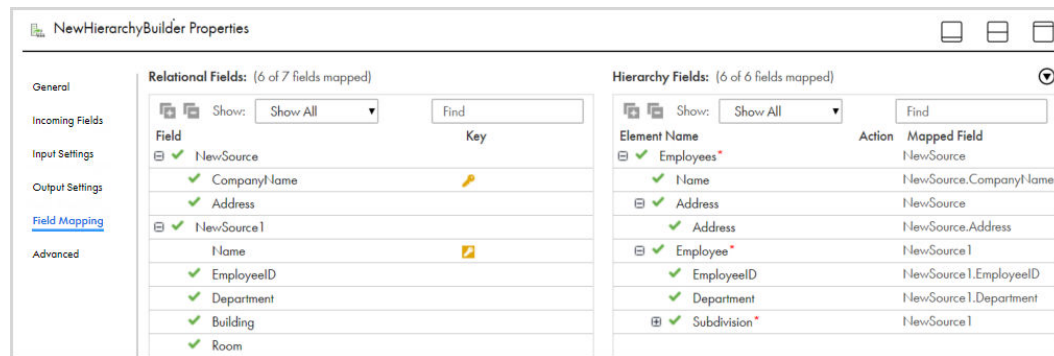 NewHierarchyBuilder Properties
General
Incoming Fields
Input Settings
Output Settings
Field Mapping
Advanced
Relational Fields: (6 of 7 fields mapped)
Show: Show All Find
Field Key
NewSource
CompanyName
Address
NewSource1
Name
EmployeeID
Department
Building
Room
Hierarchy Fields: (6 of 6 fields mapped)
Show: Show All Find
Element Name Action Mapped Field
Employees* NewSource
Name NewSource.CompanyName
Address NewSource
Address NewSource.Address
Employee* NewSource1
EmployeeID NewSource1.EmployeeID
Department NewSource1.Department
Subdivision* NewSource1